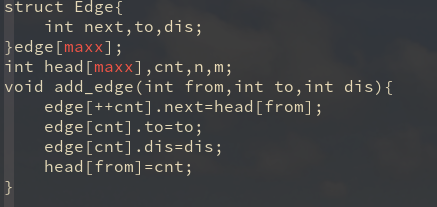 struct Edge{
    int next,to,dis;
}edge[maxx];
int head[maxx],cnt,n,m;
void add_edge(int from,int to,int dis){
    edge[++cnt].next=head[from];
    edge[cnt].to=to;
    edge[cnt].dis=dis;
    head[from]=cnt;
}